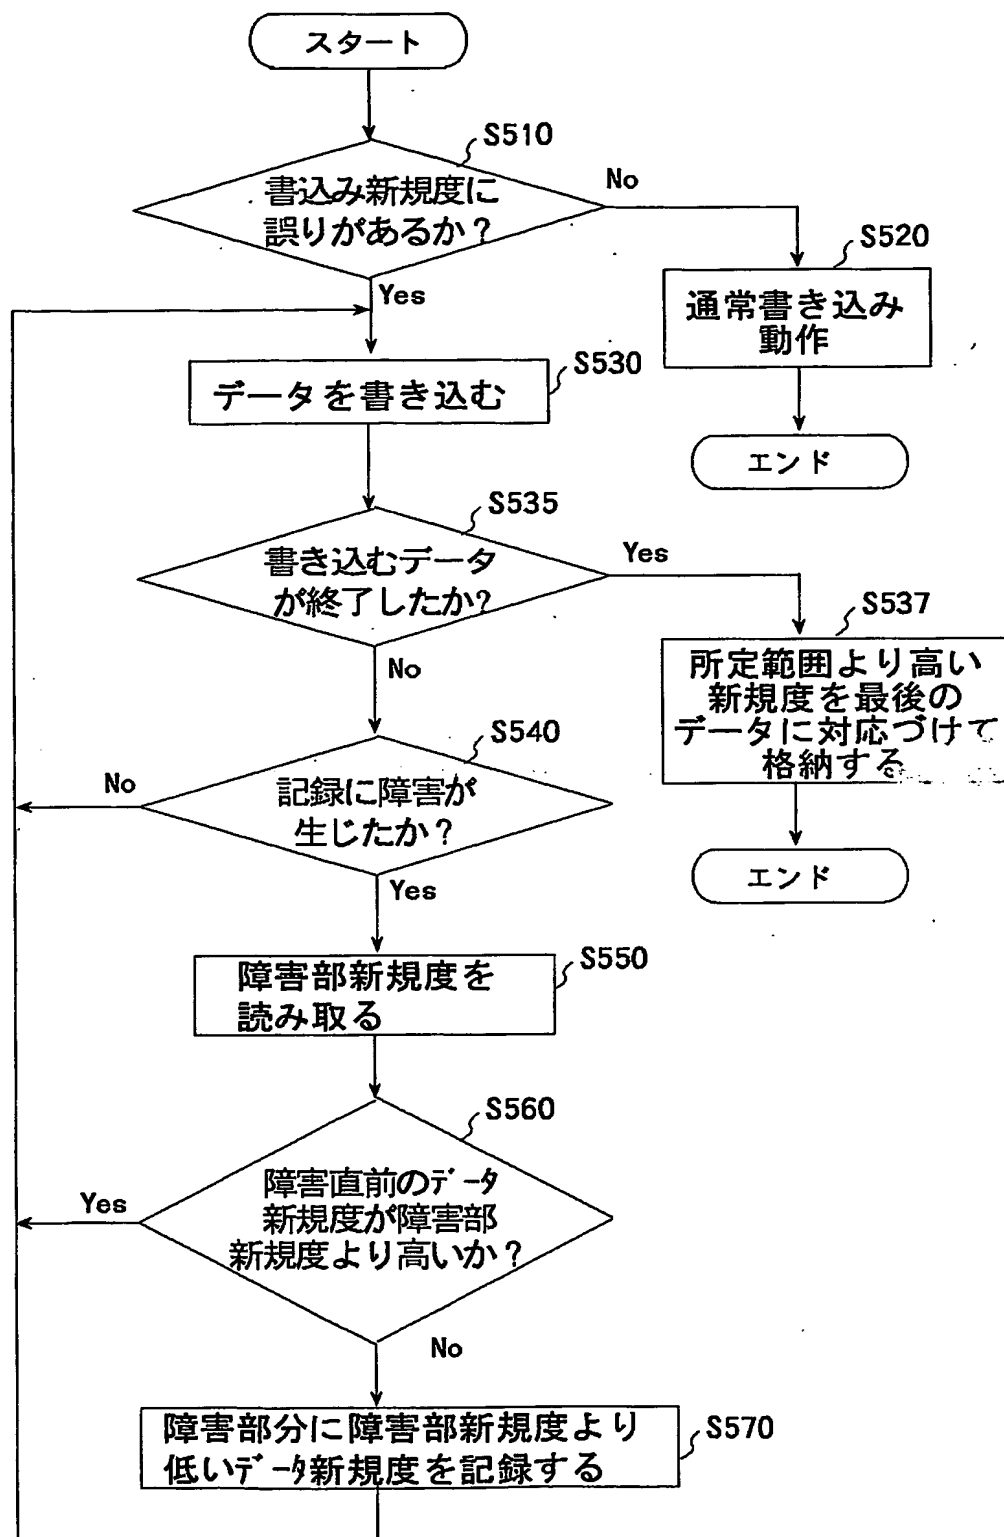 スタート
S510
書込み新規度に
誤りがあるか？
No
Yes
S520
通常書き込み
動作
エンド
S530
データを書き込む
S535
書き込むデータ
が終了したか?
Yes
No
S537
所定範囲より高い
新規度を最後の
データに対応づけて
格納する
エンド
S540
記録に障害が
生じたか？
No
Yes
S550
障害部新規度を
読み取る
S560
障害直前のﾃﾞｰﾀ
新規度が障害部
新規度より高いか？
Yes
No
S570
障害部分に障害部新規度より
低いﾃﾞｰﾀ新規度を記録する